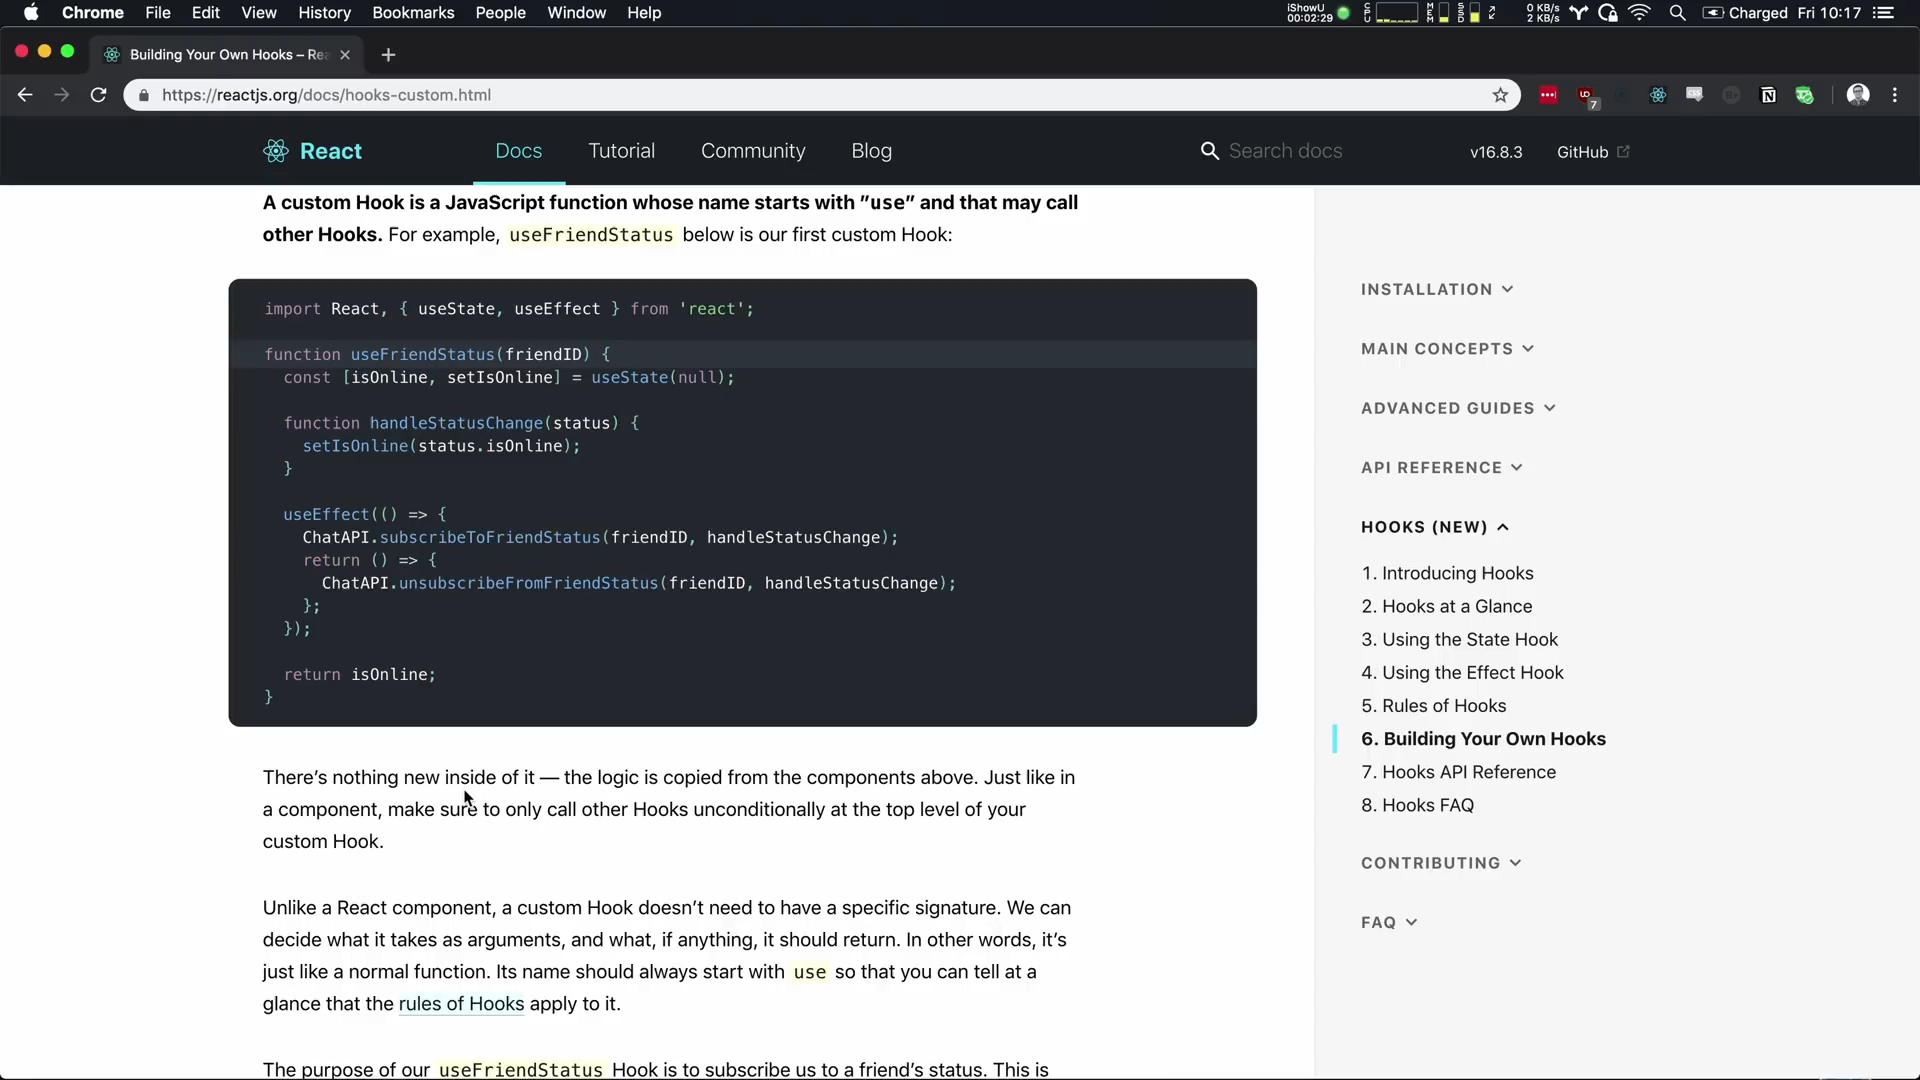 Chrome File Edit View History Bookmarks People Window Help
iShowU
00:02:29
0 KB/s
2 KB/s
Charged Fri 10:17
Building Your Own Hooks – Rea
https://reactjs.org/docs/hooks-custom.html
7
React Docs Tutorial Community Blog Search docs v16.8.3 GitHub
A custom Hook is a JavaScript function whose name starts with ”use” and that may call
other Hooks. For example, useFriendStatus below is our first custom Hook:
import React, { useState, useEffect } from 'react';
function useFriendStatus(friendID) {
const [isOnline, setIsOnline] = useState(null);
function handleStatusChange(status) {
setIsOnline(status.isOnline);
}
useEffect(() => {
ChatAPI.subscribeToFriendStatus(friendID, handleStatusChange);
return () => {
ChatAPI.unsubscribeFromFriendStatus(friendID, handleStatusChange);
};
});
return isOnline;
}
There’s nothing new inside of it — the logic is copied from the components above. Just like in
a component, make sure to only call other Hooks unconditionally at the top level of your
custom Hook.
Unlike a React component, a custom Hook doesn’t need to have a specific signature. We can
decide what it takes as arguments, and what, if anything, it should return. In other words, it’s
just like a normal function. Its name should always start with use so that you can tell at a
glance that the rules of Hooks apply to it.
The purpose of our useFriendStatus Hook is to subscribe us to a friend’s status. This is
INSTALLATION
MAIN CONCEPTS
ADVANCED GUIDES
API REFERENCE
HOOKS (NEW)
1. Introducing Hooks
2. Hooks at a Glance
3. Using the State Hook
4. Using the Effect Hook
5. Rules of Hooks
6. Building Your Own Hooks
7. Hooks API Reference
8. Hooks FAQ
CONTRIBUTING
FAQ